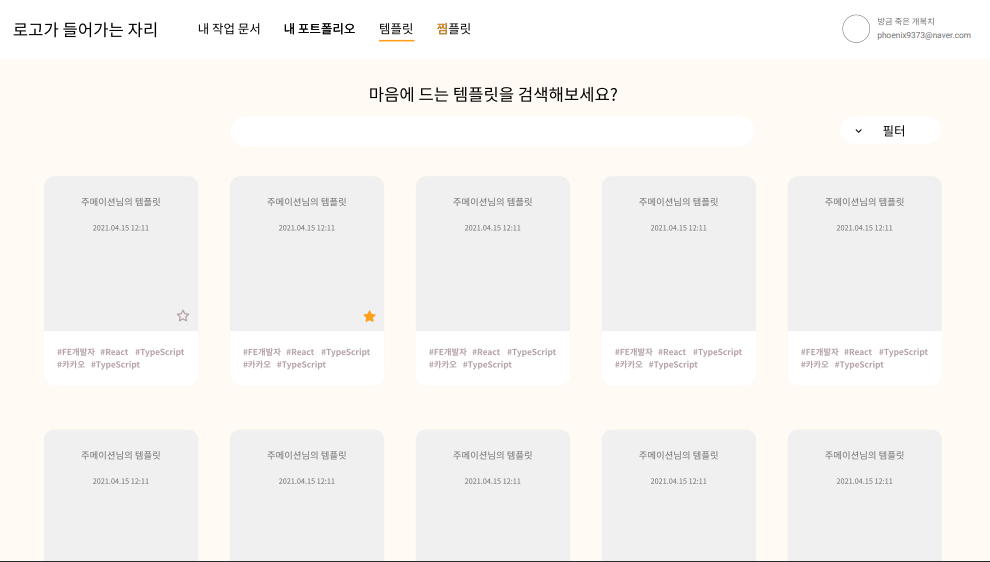 로고가 들어가는 자리 내 작업 문서 내 포트폴리오 템플릿 찜플릿
방금 죽은 개복치
phoenix9373@naver.com
마음에 드는 템플릿을 검색해보세요?
필터
주메이션님의 템플릿 주메이션님의 템플릿 주메이션님의 템플릿 주메이션님의 템플릿 주메이션님의 템플릿
2021.04.15 12:11 2021.04.15 12:11 2021.04.15 12:11 2021.04.15 12:11 2021.04.15 12:11
#FE개발자 #React #TypeScript #FE개발자 #React #TypeScript #FE개발자 #React #TypeScript #FE개발자 #React #TypeScript #FE개발자 #React #TypeScript
#카카오 #TypeScript #카카오 #TypeScript #카카오 #TypeScript #카카오 #TypeScript #카카오 #TypeScript
주메이션님의 템플릿 주메이션님의 템플릿 주메이션님의 템플릿 주메이션님의 템플릿 주메이션님의 템플릿
2021.04.15 12:11 2021.04.15 12:11 2021.04.15 12:11 2021.04.15 12:11 2021.04.15 12:11